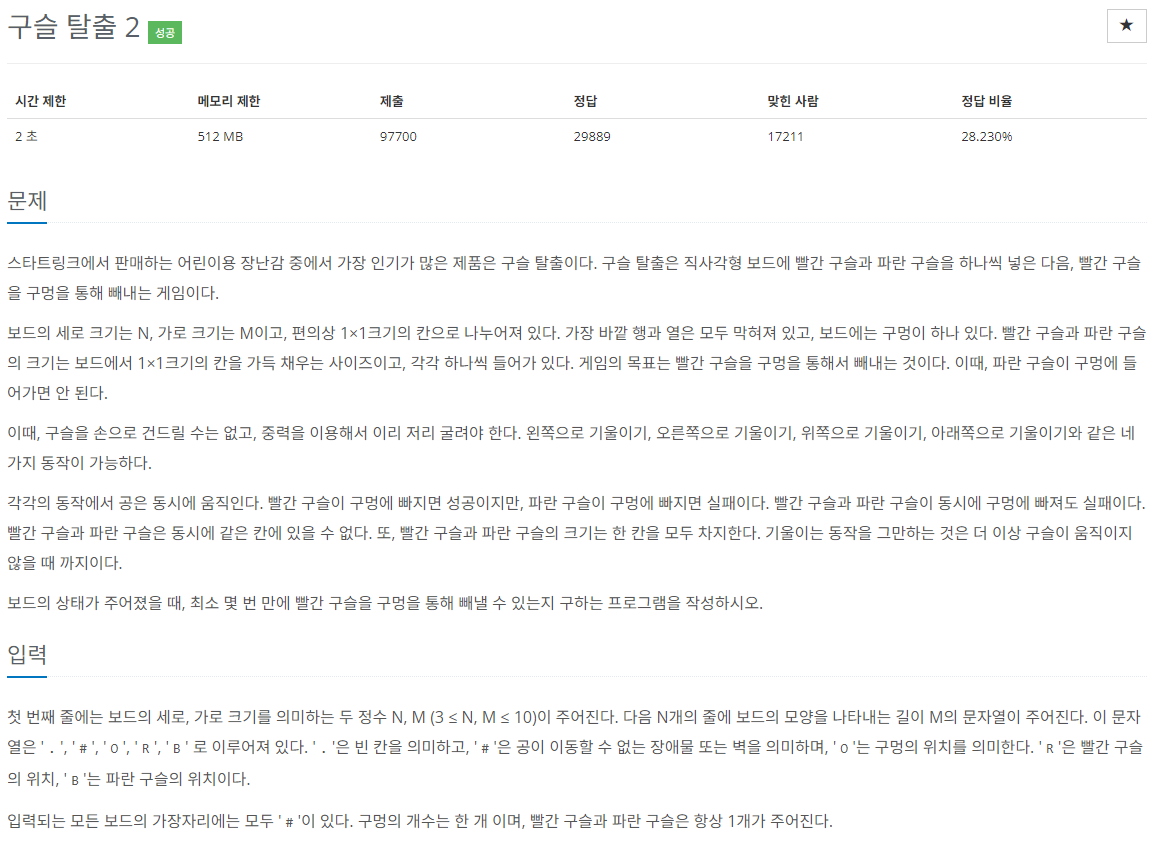 구슬 탈출 2 성공
★
시간 제한 메모리 제한 제출 정답 맞힌 사람 정답 비율
2 초 512 MB 97700 29889 17211 28.230%
문제
스타트링크에서 판매하는 어린이용 장난감 중에서 가장 인기가 많은 제품은 구슬 탈출이다. 구슬 탈출은 직사각형 보드에 빨간 구슬과 파란 구슬을 하나씩 넣은 다음, 빨간 구슬
을 구멍을 통해 빼내는 게임이다.
보드의 세로 크기는 N, 가로 크기는 M이고, 편의상 1×1크기의 칸으로 나누어져 있다. 가장 바깥 행과 열은 모두 막혀져 있고, 보드에는 구멍이 하나 있다. 빨간 구슬과 파란 구슬
의 크기는 보드에서 1×1크기의 칸을 가득 채우는 사이즈이고, 각각 하나씩 들어가 있다. 게임의 목표는 빨간 구슬을 구멍을 통해서 빼내는 것이다. 이때, 파란 구슬이 구멍에 들
어가면 안 된다.
이때, 구슬을 손으로 건드릴 수는 없고, 중력을 이용해서 이리 저리 굴려야 한다. 왼쪽으로 기울이기, 오른쪽으로 기울이기, 위쪽으로 기울이기, 아래쪽으로 기울이기와 같은 네
가지 동작이 가능하다.
각각의 동작에서 공은 동시에 움직인다. 빨간 구슬이 구멍에 빠지면 성공이지만, 파란 구슬이 구멍에 빠지면 실패이다. 빨간 구슬과 파란 구슬이 동시에 구멍에 빠져도 실패이다.
빨간 구슬과 파란 구슬은 동시에 같은 칸에 있을 수 없다. 또, 빨간 구슬과 파란 구슬의 크기는 한 칸을 모두 차지한다. 기울이는 동작을 그만하는 것은 더 이상 구슬이 움직이지
않을 때 까지이다.
보드의 상태가 주어졌을 때, 최소 몇 번 만에 빨간 구슬을 구멍을 통해 빼낼 수 있는지 구하는 프로그램을 작성하시오.
입력
첫 번째 줄에는 보드의 세로, 가로 크기를 의미하는 두 정수 N, M (3 ≤ N, M ≤ 10)이 주어진다. 다음 N개의 줄에 보드의 모양을 나타내는 길이 M의 문자열이 주어진다. 이 문자
열은 '.', '#', 'O', 'R', 'B' 로 이루어져 있다. '.'은 빈 칸을 의미하고, '#'은 공이 이동할 수 없는 장애물 또는 벽을 의미하며, 'O'는 구멍의 위치를 의미한다. 'R'은 빨간 구슬
의 위치, 'B'는 파란 구슬의 위치이다.
입력되는 모든 보드의 가장자리에는 모두 '#'이 있다. 구멍의 개수는 한 개 이며, 빨간 구슬과 파란 구슬은 항상 1개가 주어진다.